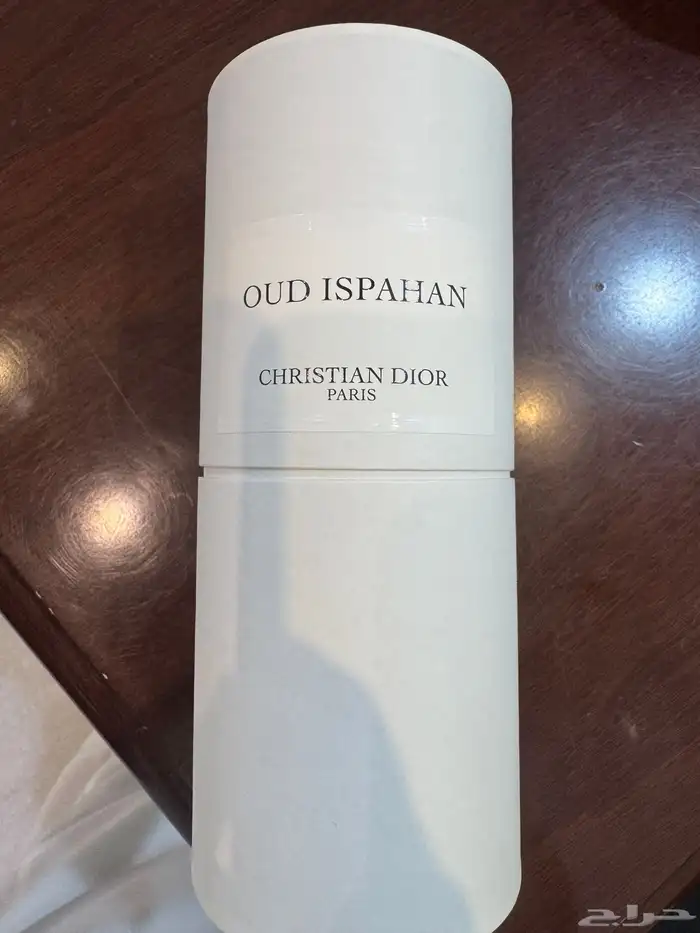 OUD ISPAHAN
CHRISTIAN DIOR
PARIS
حراج